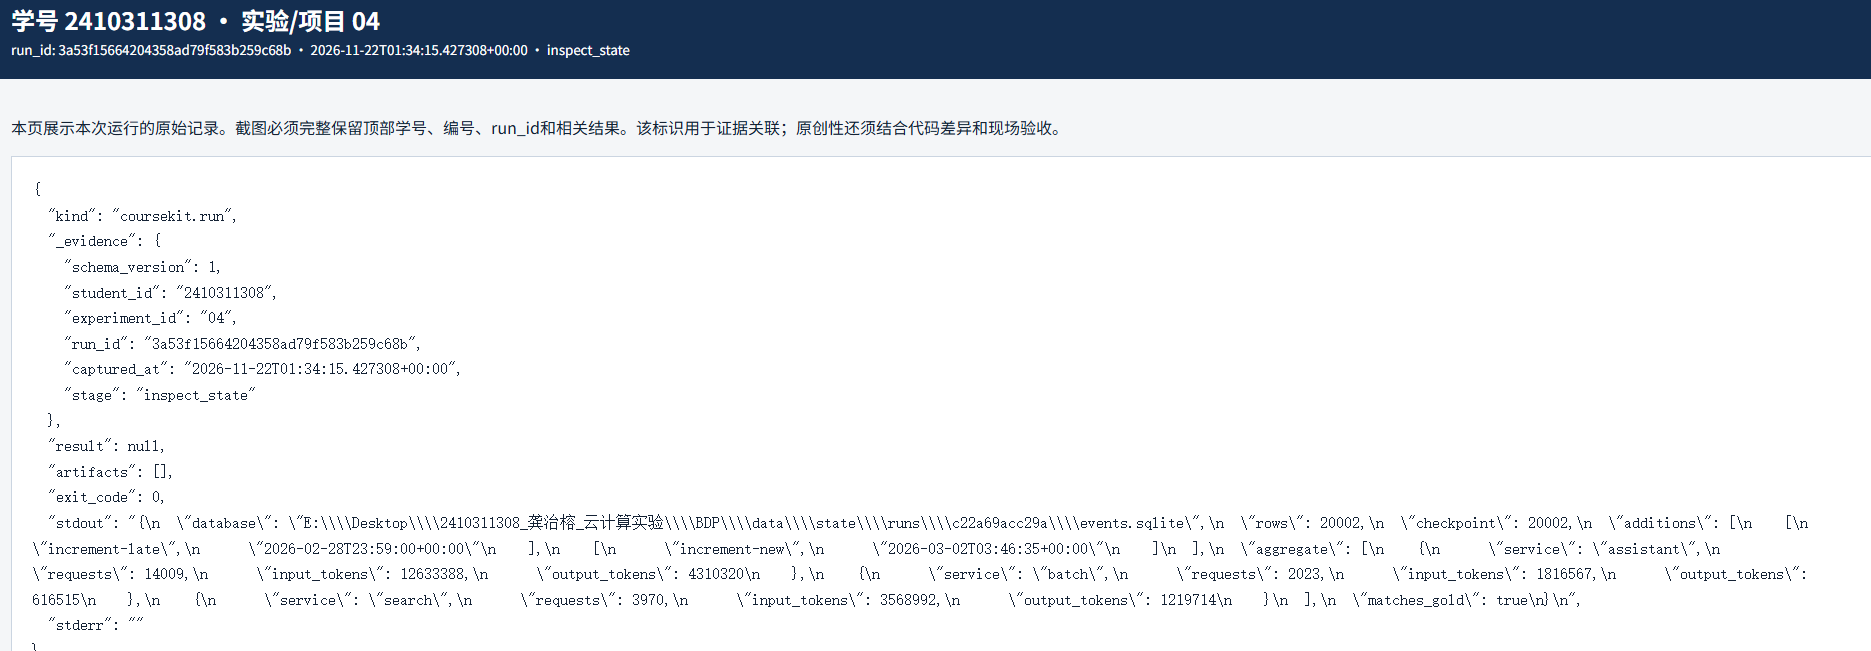 学号 2410311308 · 实验/项目 04
run_id: 3a53f15664204358ad79f583b259c68b · 2026-11-22T01:34:15.427308+00:00 · inspect_state
本页展示本次运行的原始记录。截图必须完整保留顶部学号、编号、run_id和相关结果。该标识用于证据关联；原创性还须结合代码差异和现场验收。
{
  "kind": "coursekit.run",
  "_evidence": {
    "schema_version": 1,
    "student_id": "2410311308",
    "experiment_id": "04",
    "run_id": "3a53f15664204358ad79f583b259c68b",
    "captured_at": "2026-11-22T01:34:15.427308+00:00",
    "stage": "inspect_state"
  },
  "result": null,
  "artifacts": [],
  "exit_code": 0,
  "stdout": "{\n  \"database\": \"E:\\\\Desktop\\\\2410311308_龚治榕_云计算实验\\\\BDP\\\\data\\\\state\\\\runs\\\\c22a69acc29a\\\\events.sqlite\",\n  \"rows\": 20002,\n  \"checkpoint\": 20002,\n  \"additions\": [\n    [\n
\"increment-late\",\n      \"2026-02-28T23:59:00+00:00\"\n    ],\n    [\n      \"increment-new\",\n      \"2026-03-02T03:46:35+00:00\"\n    ]\n  ],\n  \"aggregate\": [\n    {\n      \"service\": \"assistant\",\n
\"requests\": 14009,\n      \"input_tokens\": 12633388,\n      \"output_tokens\": 4310320\n    },\n    {\n      \"service\": \"batch\",\n      \"requests\": 2023,\n      \"input_tokens\": 1816567,\n      \"output_tokens\":
616515\n    },\n    {\n      \"service\": \"search\",\n      \"requests\": 3970,\n      \"input_tokens\": 3568992,\n      \"output_tokens\": 1219714\n    }\n  ],\n  \"matches_gold\": true\n}\n",
  "stderr": ""
}